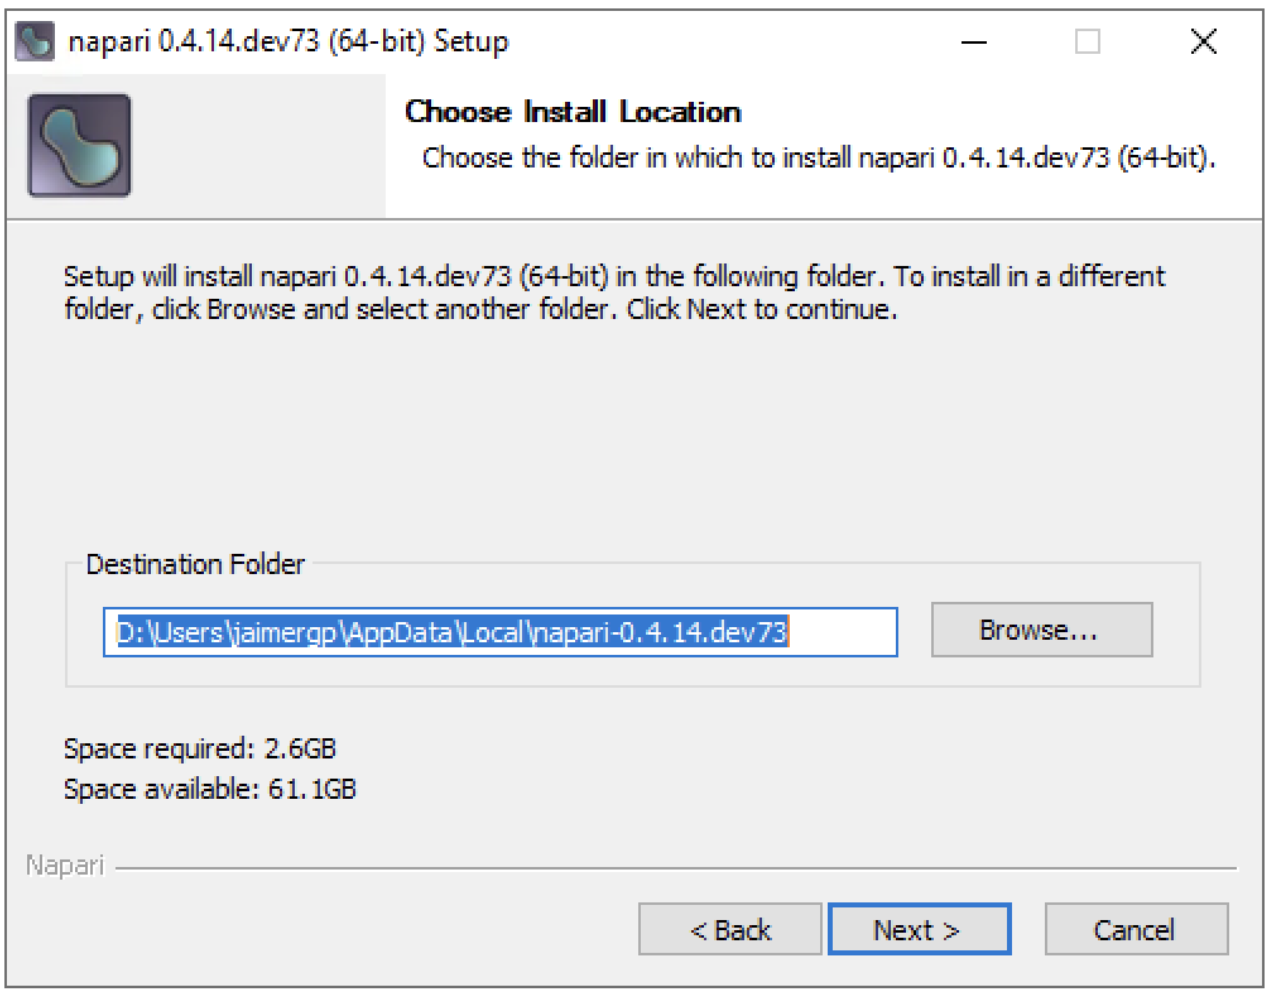 napari 0.4.14.dev73 (64-bit) Setup
Choose Install Location
Choose the folder in which to install napari 0.4.14.dev73 (64-bit).
Setup will install napari 0.4.14.dev73 (64-bit) in the following folder. To install in a different
folder, click Browse and select another folder. Click Next to continue.
Destination Folder
D:\Users\jaimergp\AppData\Local\napari-0.4.14.dev73
Browse...
Space required: 2.6GB
Space available: 61.1GB
Napari
< Back
Next >
Cancel